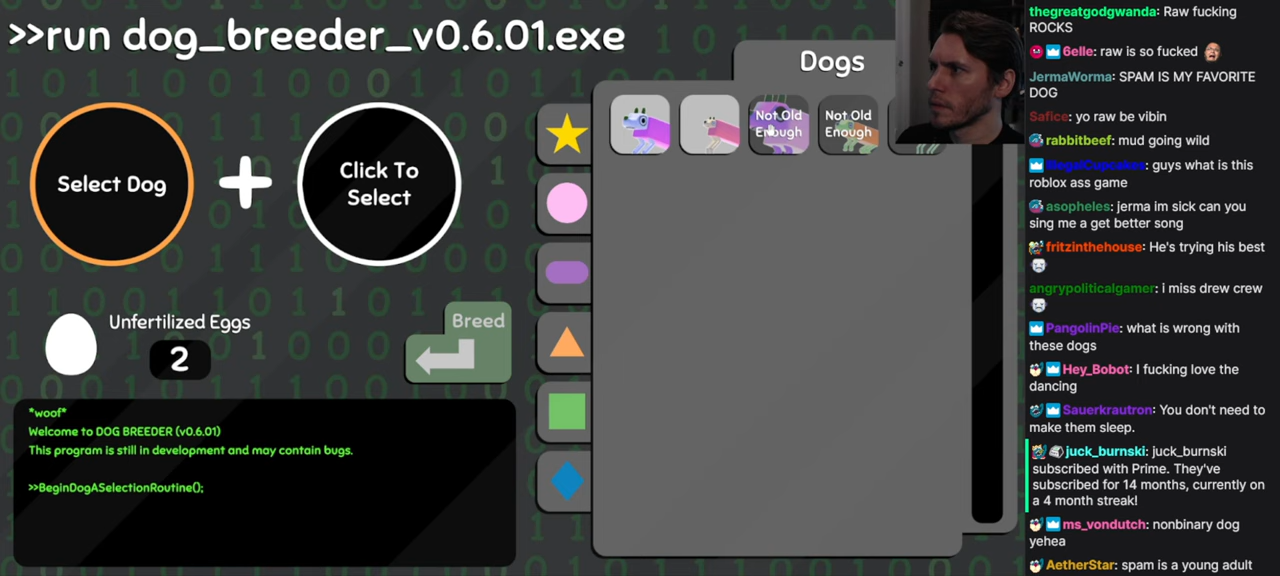 >>run dog_breeder_v0.6.01.exe
Dogs
Select Dog
Click To
Select
Not Old
Enough
Not Old
Enough
Unfertilized Eggs
2
Breed
*woof*
Welcome to DOG BREEDER (v0.6.01)
This program is still in development and may contain bugs.
>>BeginDogASelectionRoutine();
thegreatgodgwanda: Raw fucking
ROCKS
6elle: raw is so fucked
JermaWorma: SPAM IS MY FAVORITE
DOG
Safice: yo raw be vibin
rabbitbeef: mud going wild
IllegalCupcakes: guys what is this
roblox ass game
asopheles: jerma im sick can you
sing me a get better song
fritzinthehouse: He's trying his best
angrypoliticalgamer: i miss drew crew
PangolinPie: what is wrong with
these dogs
Hey_Bobot: I fucking love the
dancing
Sauerkrautron: You don't need to
make them sleep.
juck_burnski: juck_burnski
subscribed with Prime. They've
subscribed for 14 months, currently on
a 4 month streak!
ms_vondutch: nonbinary dog
yehea
AetherStar: spam is a young adult